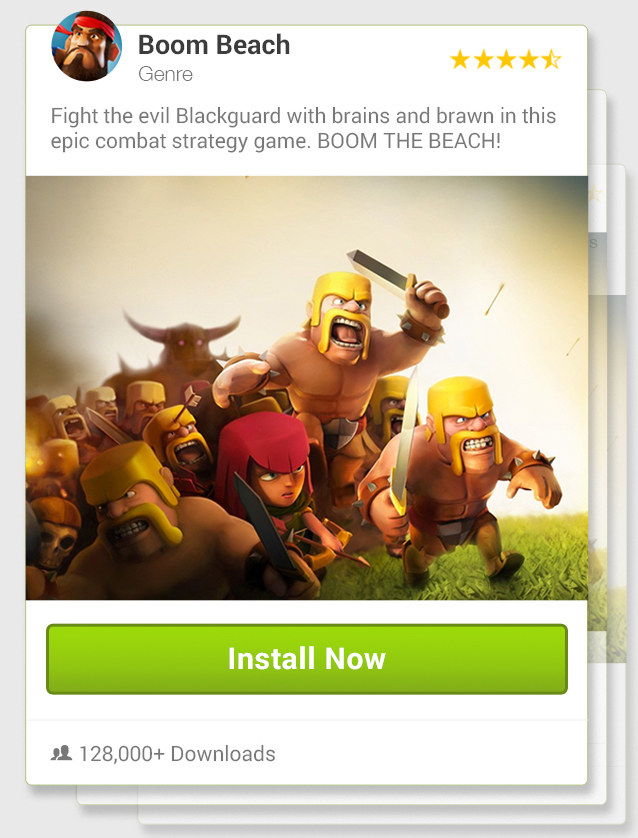 Boom Beach
Genre
Fight the evil Blackguard with brains and brawn in this
epic combat strategy game. BOOM THE BEACH!
Install Now
128,000+ Downloads